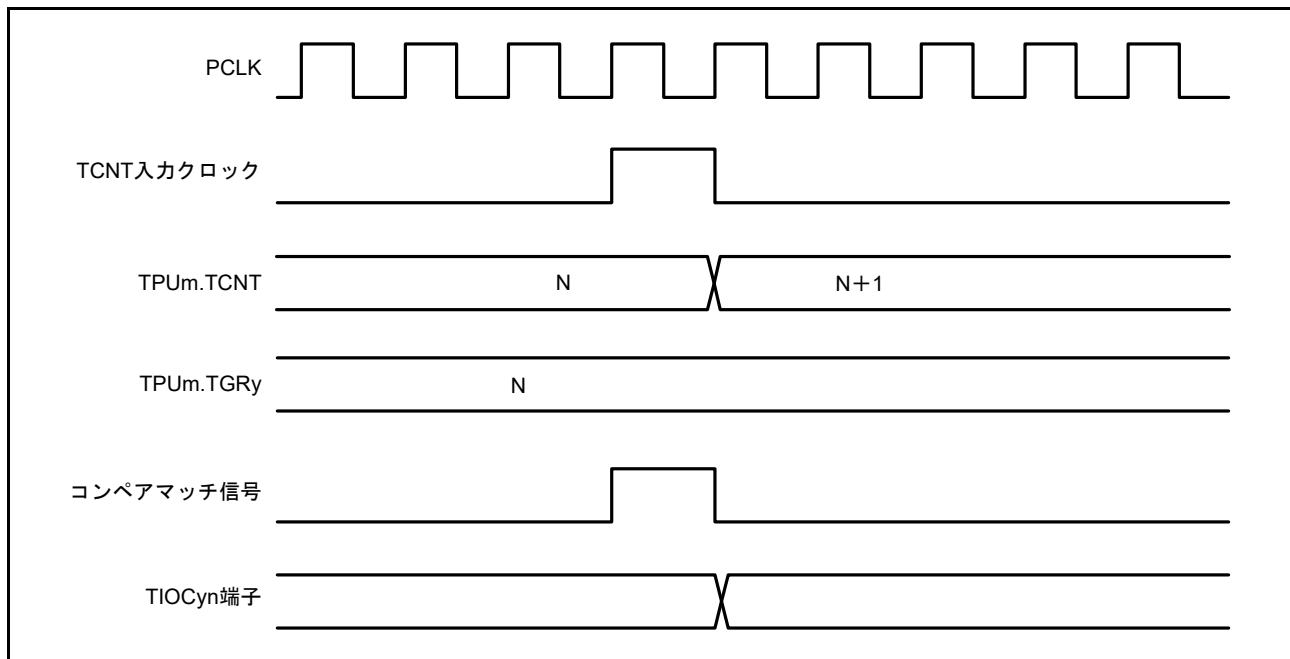 PCLK
TCNT入力クロック
TPUm.TCNT
N
N+1
TPUm.TGRy
N
コンペアマッチ信号
TIOCyn端子